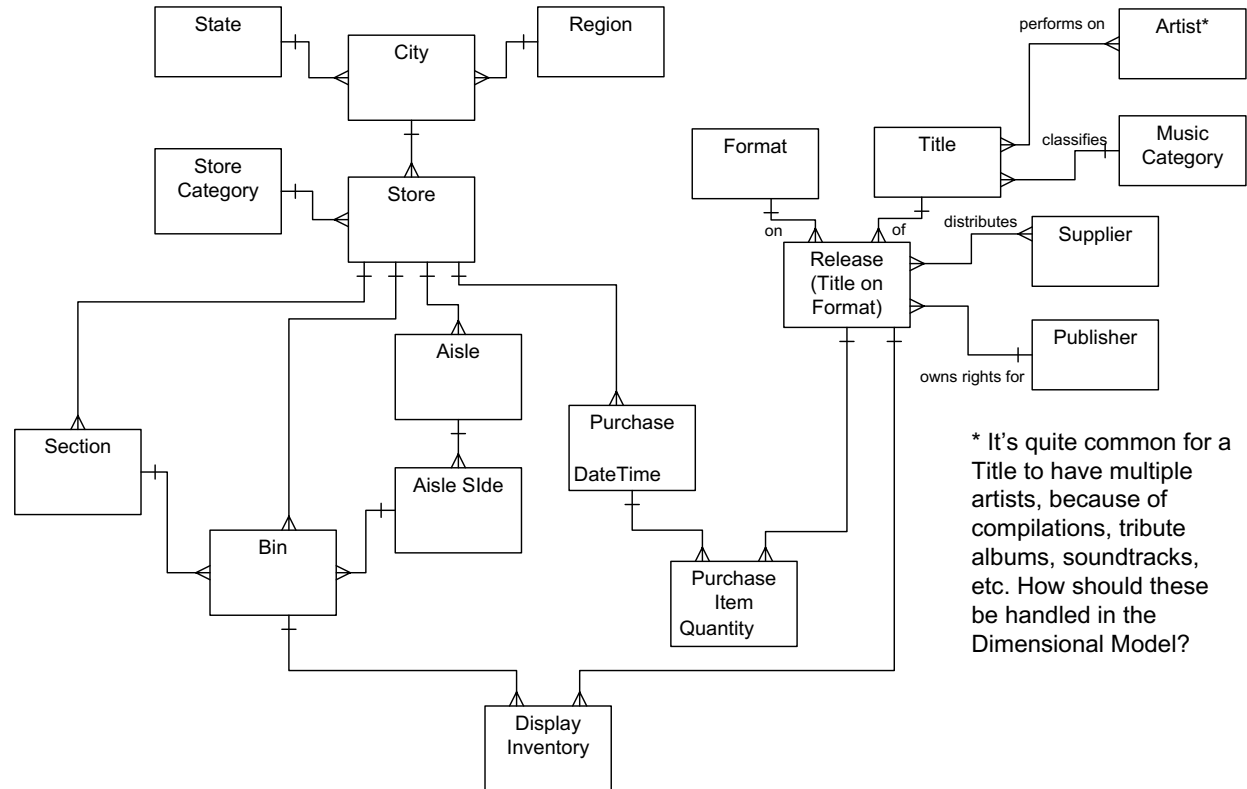 State
City
Region
performs on
Artist*
Store
Category
Store
Format
Title
classifies
Music
Category
on
of
distributes
Supplier
Release
(Title on
Format)
Publisher
owns rights for
Aisle
Section
Purchase
DateTime
Aisle SIde
Bin
Purchase
Item
Quantity
Display
Inventory
* It’s quite common for a
Title to have multiple
artists, because of
compilations, tribute
albums, soundtracks,
etc. How should these
be handled in the
Dimensional Model?